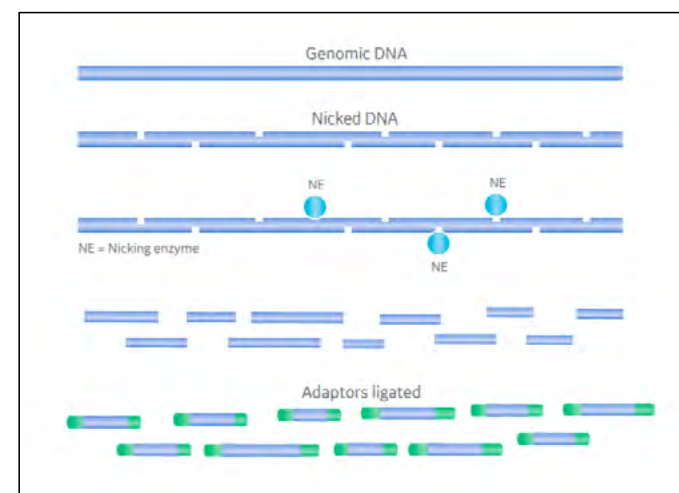 Genomic DNA
Nicked DNA
NE
NE
NE = Nicking enzyme
NE
Adaptors ligated